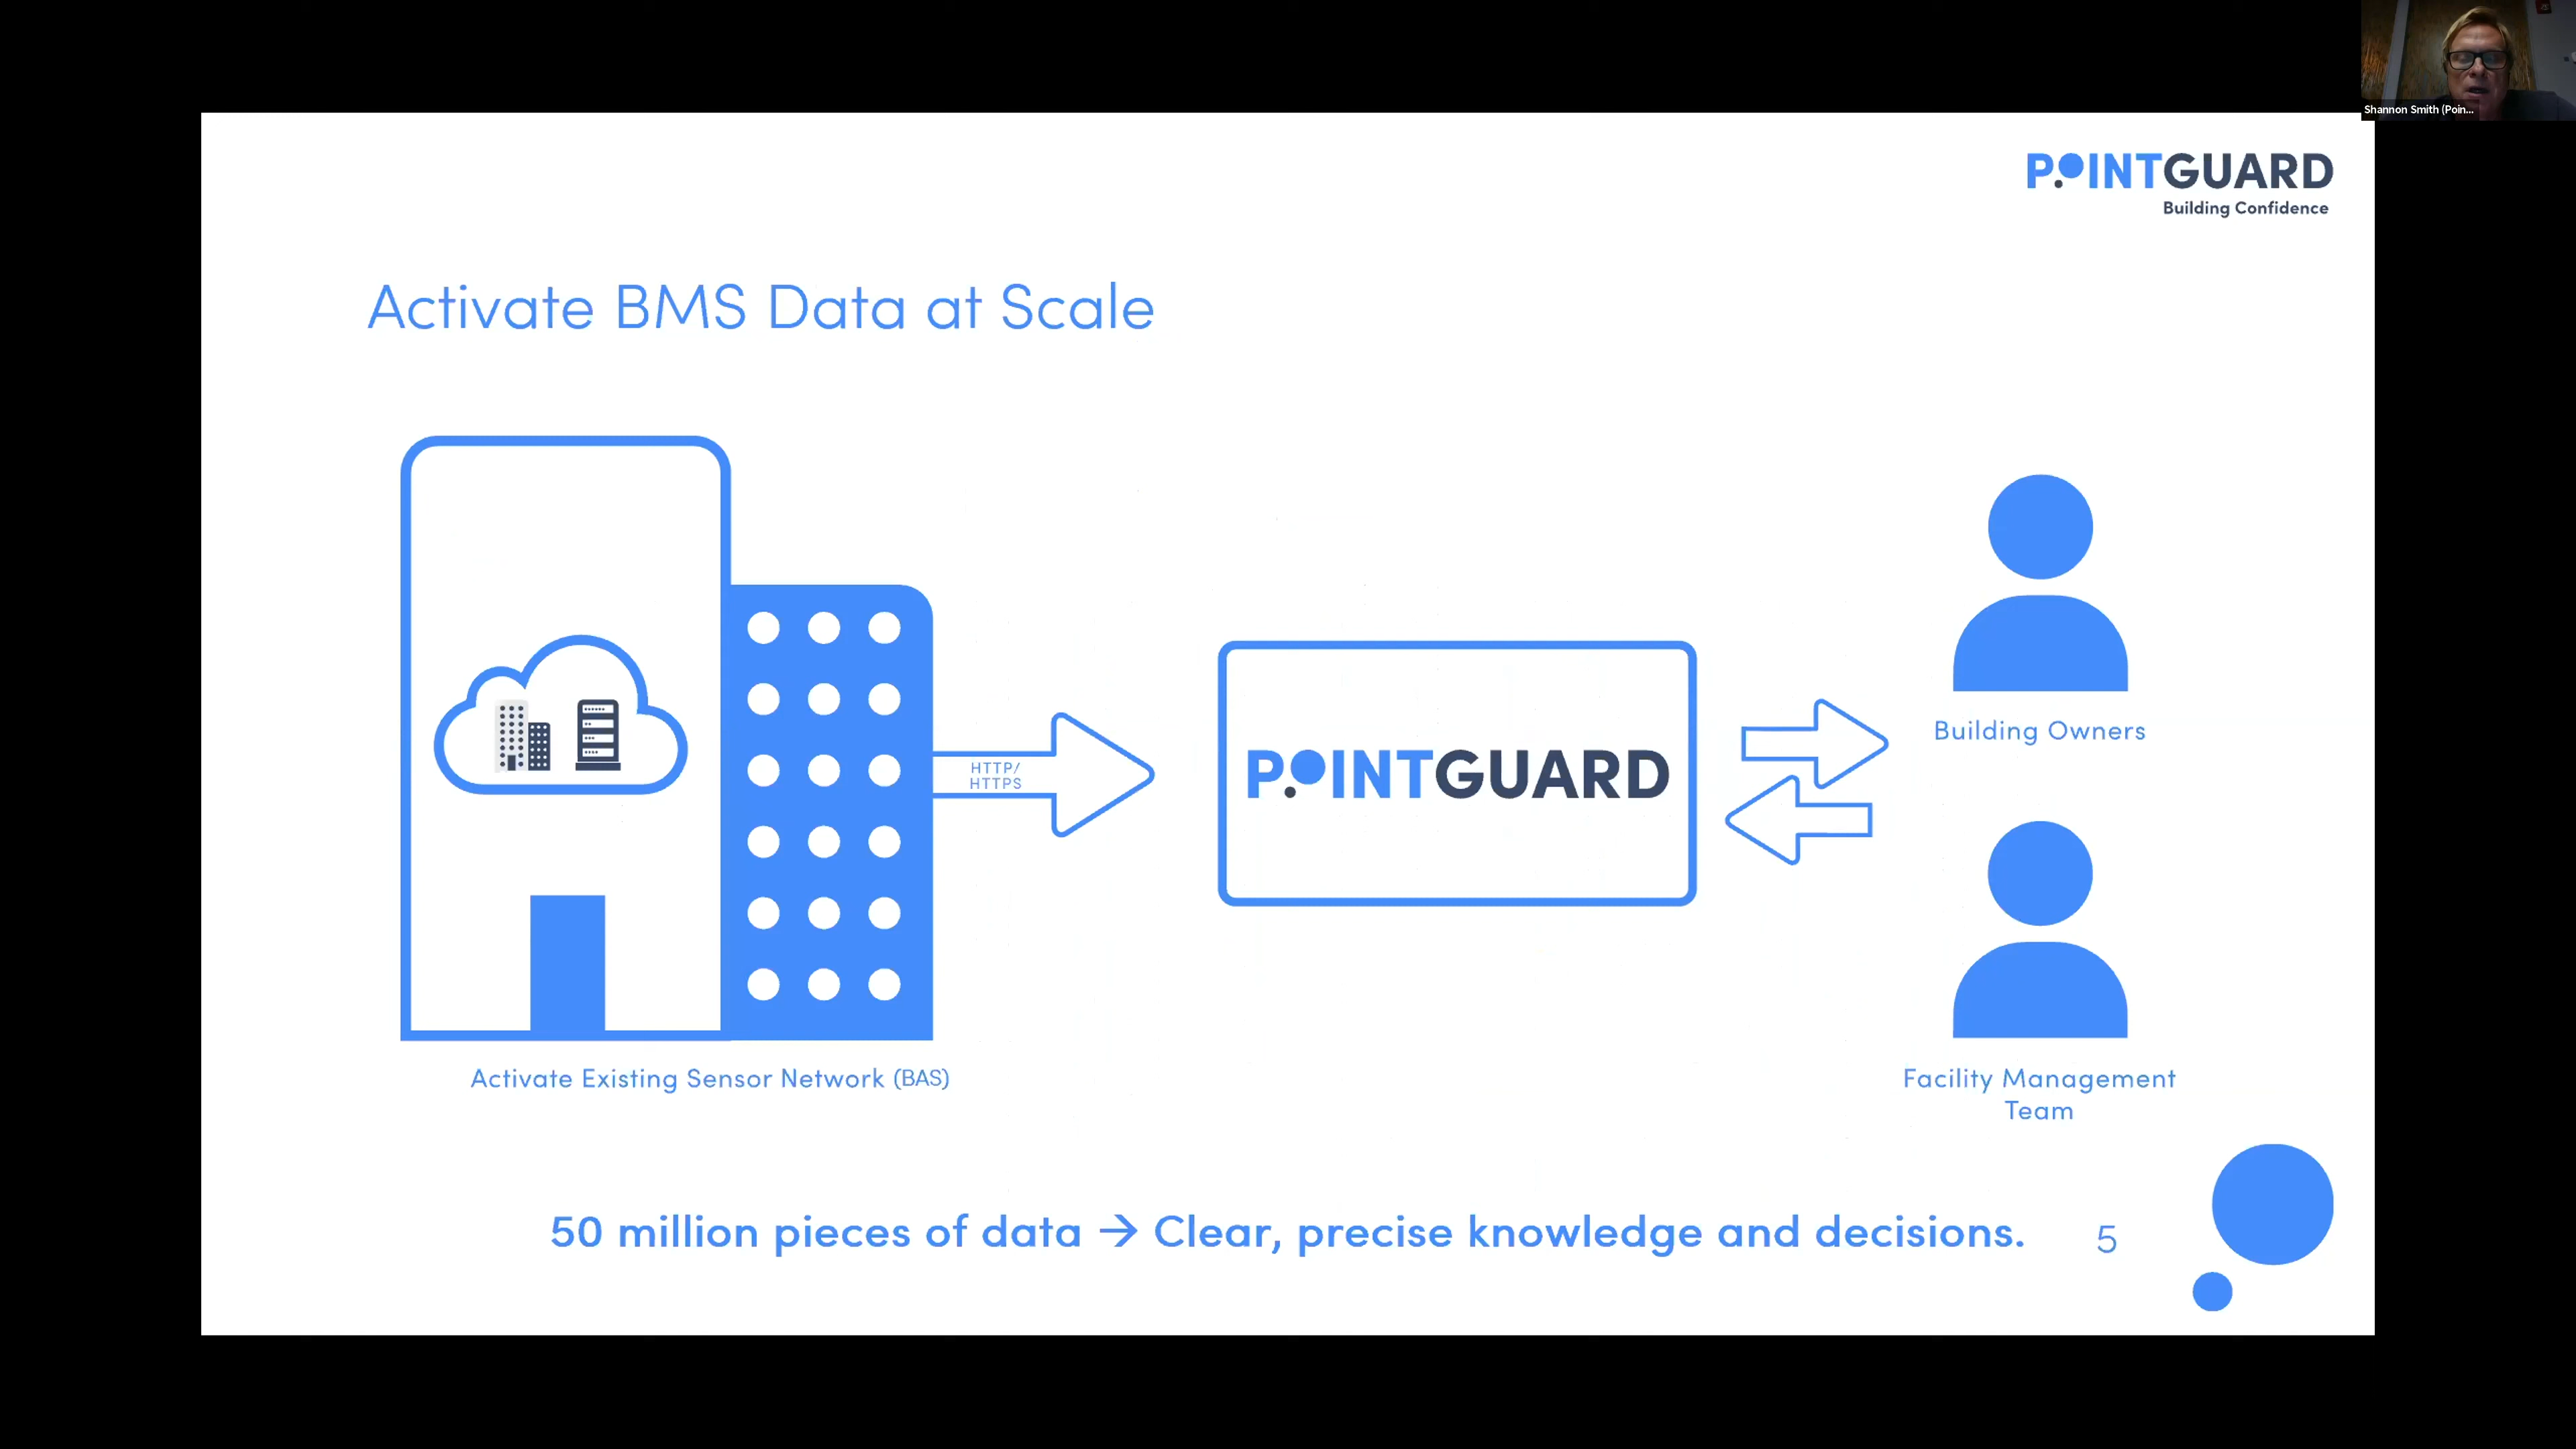 Shannon Smith (Poin...
POINTGUARD
Building Confidence
Activate BMS Data at Scale
HTTP/
HTTPS
POINTGUARD
Building Owners
Activate Existing Sensor Network (BAS)
Facility Management
Team
50 million pieces of data → Clear, precise knowledge and decisions.
5